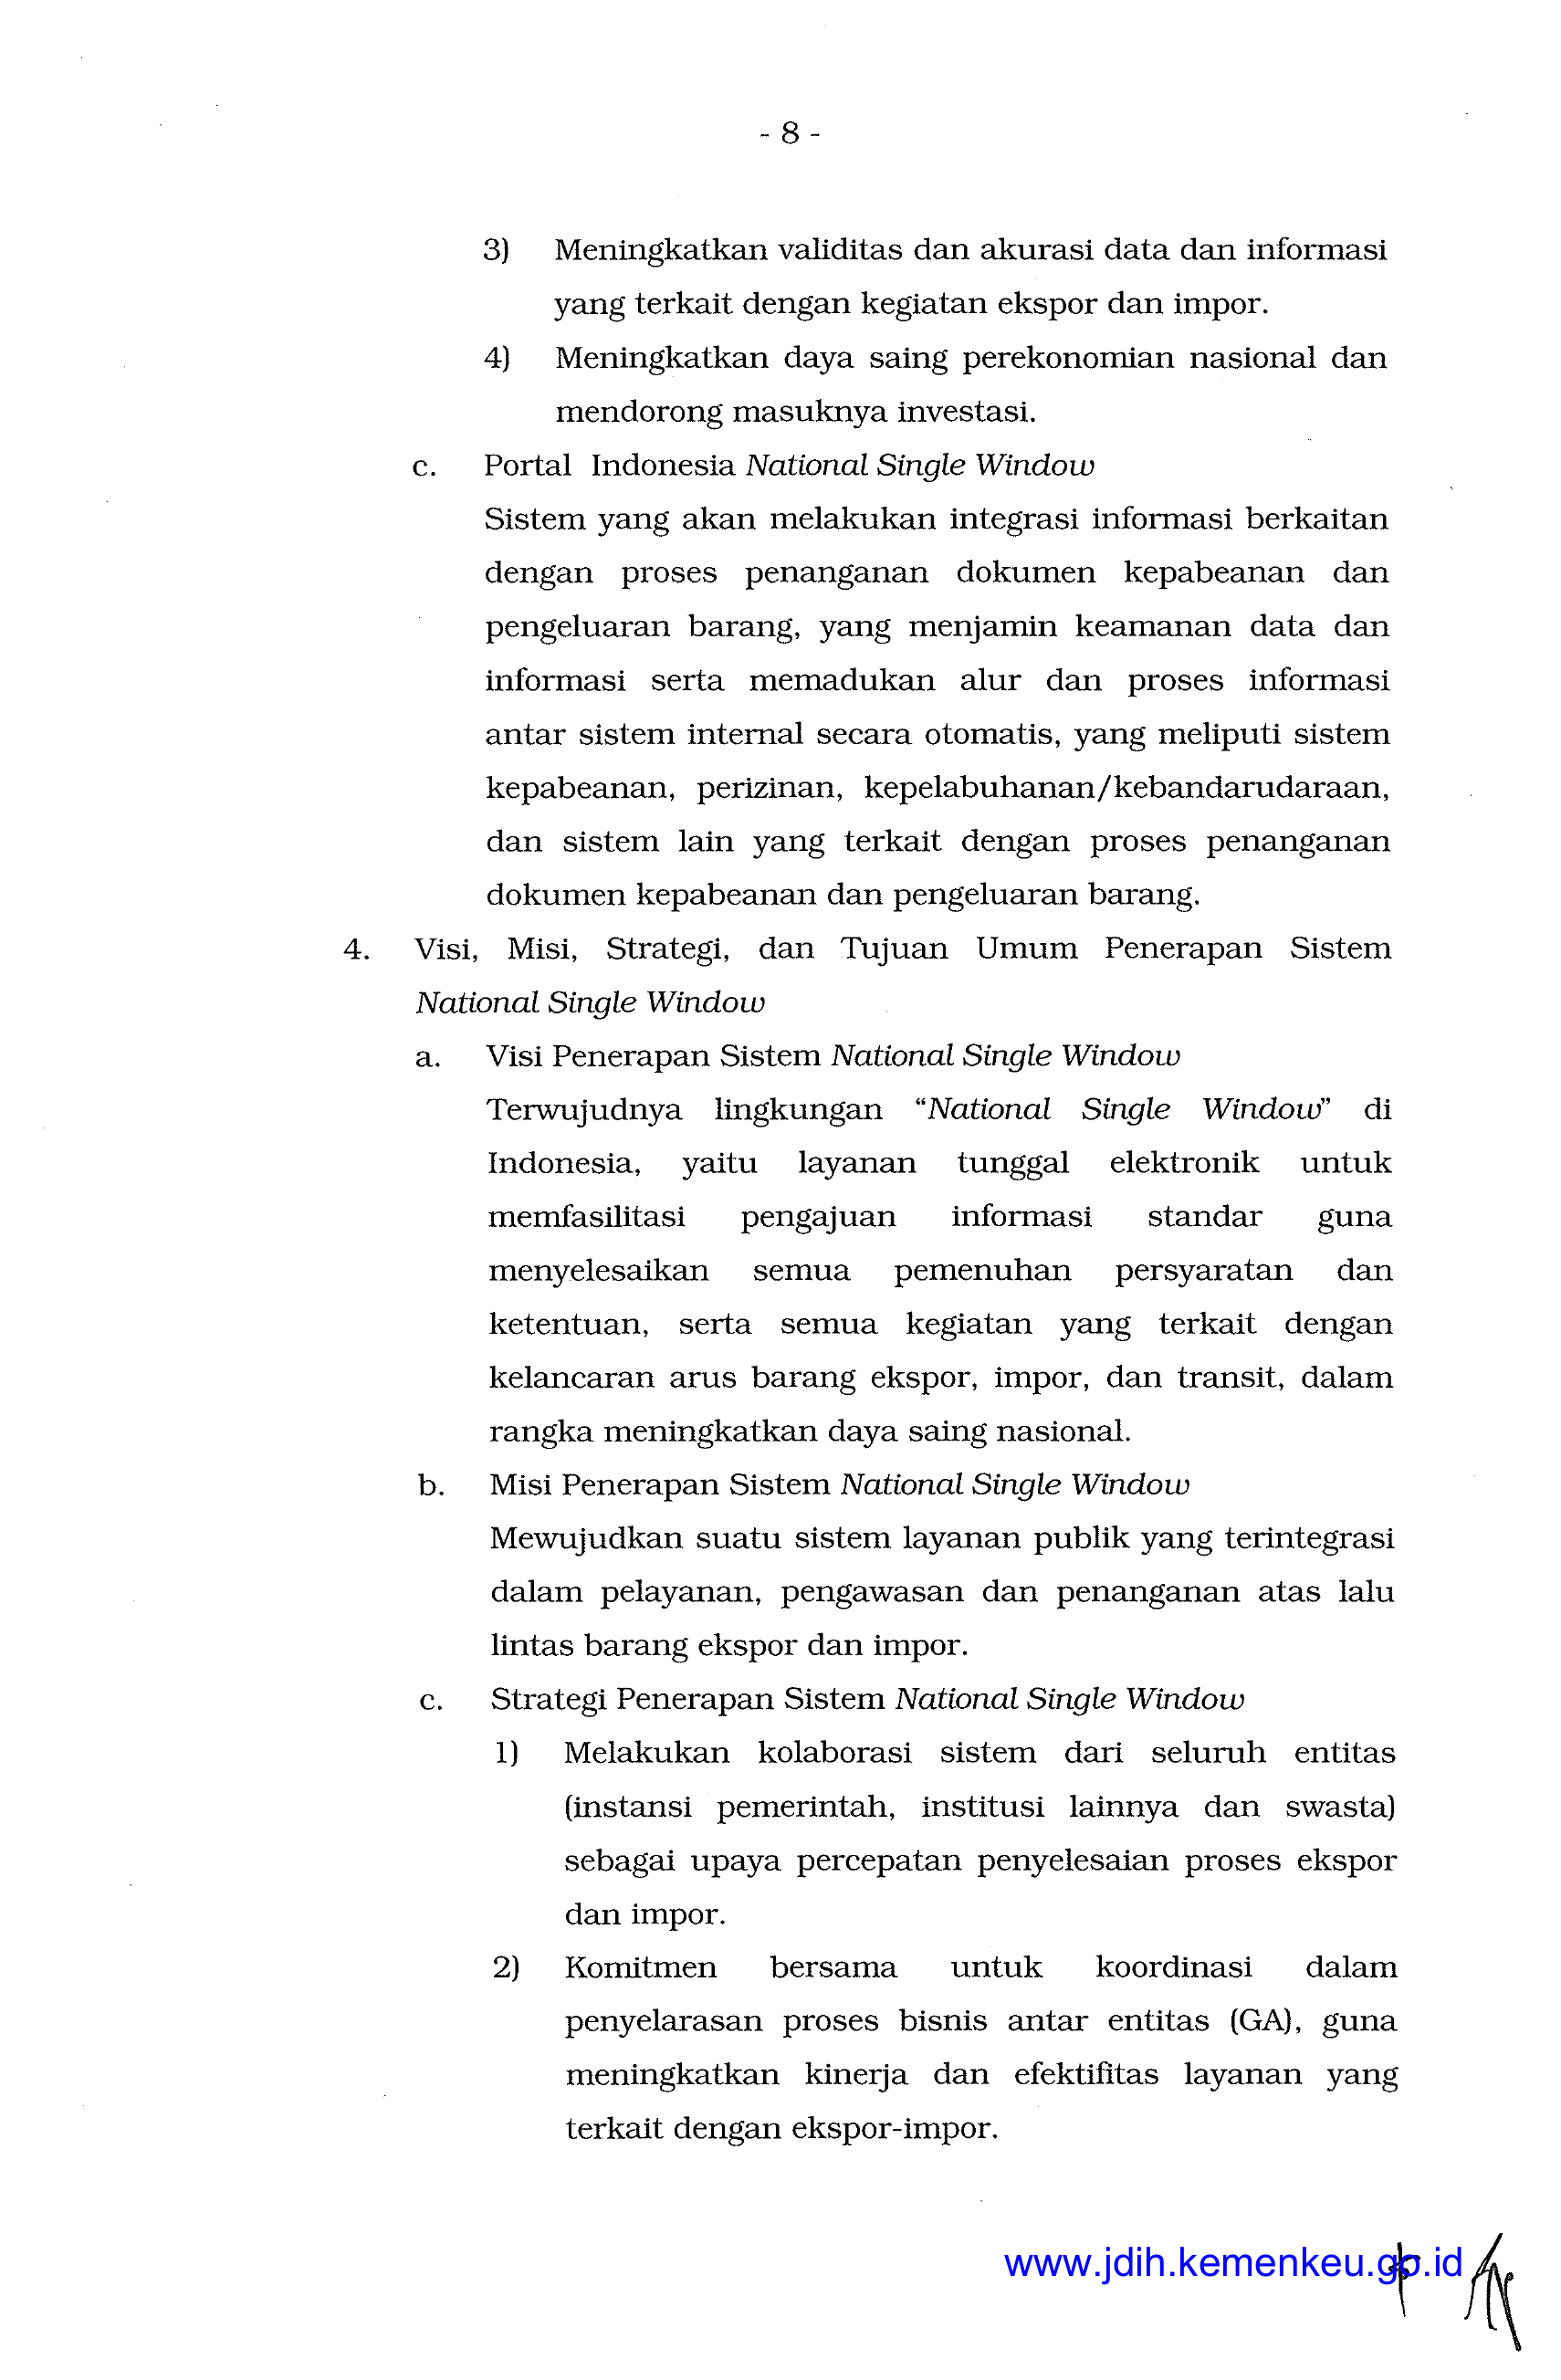 - 8 -
3) Meningkatkan validitas dan akurasi data dan informasi
yang terkait dengan kegiatan ekspor dan impor.
4) Meningkatkan daya saing perekonomian nasional dan
mendorong masuknya investasi.
c. Portal Indonesia National Single Window
Sistem yang akan melakukan integrasi informasi berkaitan
dengan proses penanganan dokumen kepabeanan dan
pengeluaran barang, yang menjamin keamanan data dan
informasi serta memadukan alur dan proses informasi
antar sistem internal secara otomatis, yang meliputi sistem
kepabeanan, perizinan, kepelabuhanan/kebandarudaraan,
dan sistem lain yang terkait dengan proses penanganan
dokumen kepabeanan dan pengeluaran barang.
4. Visi, Misi, Strategi, dan Tujuan Umum Penerapan Sistem
National Single Window
a. Visi Penerapan Sistem National Single Window
Terwujudnya lingkungan “National Single Window” di
Indonesia, yaitu layanan tunggal elektronik untuk
memfasilitasi pengajuan informasi standar guna
menyelesaikan semua pemenuhan persyaratan dan
ketentuan, serta semua kegiatan yang terkait dengan
kelancaran arus barang ekspor, impor, dan transit, dalam
rangka meningkatkan daya saing nasional.
b. Misi Penerapan Sistem National Single Window
Mewujudkan suatu sistem layanan publik yang terintegrasi
dalam pelayanan, pengawasan dan penanganan atas lalu
lintas barang ekspor dan impor.
c. Strategi Penerapan Sistem National Single Window
1) Melakukan kolaborasi sistem dari seluruh entitas
(instansi pemerintah, institusi lainnya dan swasta)
sebagai upaya percepatan penyelesaian proses ekspor
dan impor.
2) Komitmen bersama untuk koordinasi dalam
penyelarasan proses bisnis antar entitas (GA), guna
meningkatkan kinerja dan efektifitas layanan yang
terkait dengan ekspor-impor.
www.jdih.kemenkeu.go.id